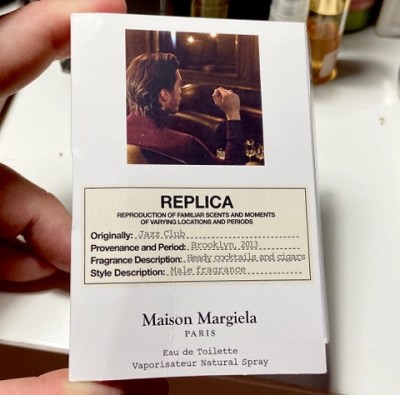 REPLICA
REPRODUCTION OF FAMILIAR SCENTS AND MOMENTS
OF VARYING LOCATIONS AND PERIODS
Originally: Jazz Club
Provenance and Period: Brooklyn, 2013
Fragrance Description: Heady cocktails and cigars
Style Description: Male fragrance
Maison Margiela
PARIS
Eau de Toilette
Vaporisateur Natural Spray